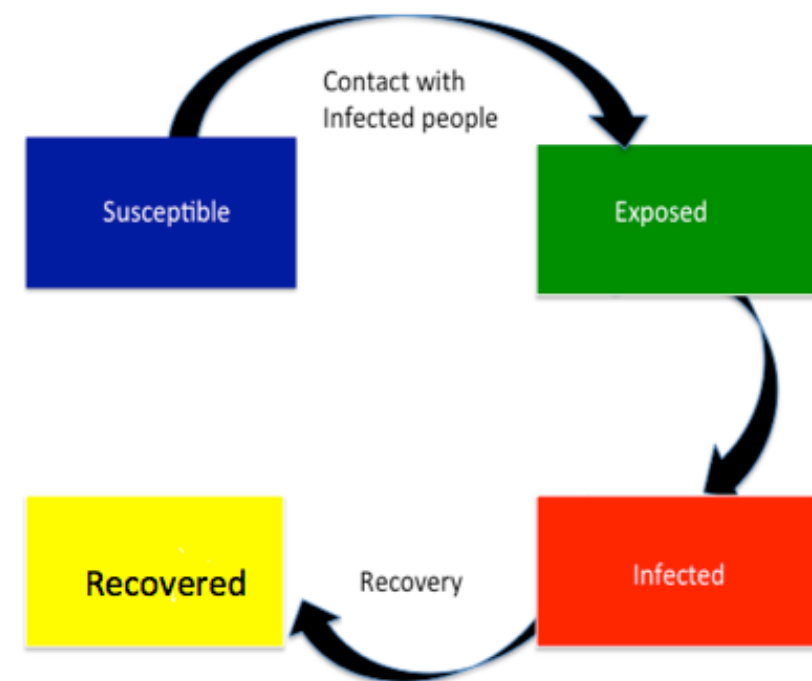 Contact with
Infected people
Susceptible
Exposed
Recovered
Recovery
Infected